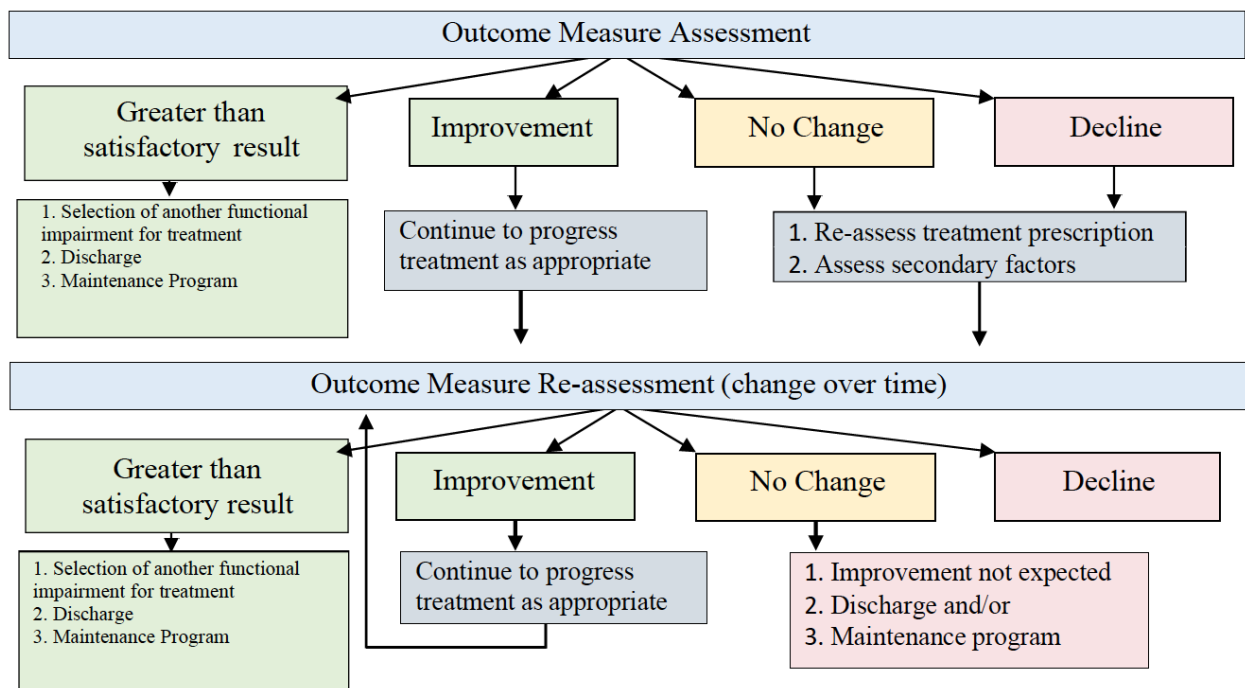 Outcome Measure Assessment
Greater than
satisfactory result
Improvement
No Change
Decline
1. Selection of another functional
impairment for treatment
2. Discharge
3. Maintenance Program
Continue to progress
treatment as appropriate
1. Re-assess treatment prescription
2. Assess secondary factors
Outcome Measure Re-assessment (change over time)
Greater than
satisfactory result
Improvement
No Change
Decline
1. Selection of another functional
impairment for treatment
2. Discharge
3. Maintenance Program
Continue to progress
treatment as appropriate
1. Improvement not expected
2. Discharge and/or
3. Maintenance program